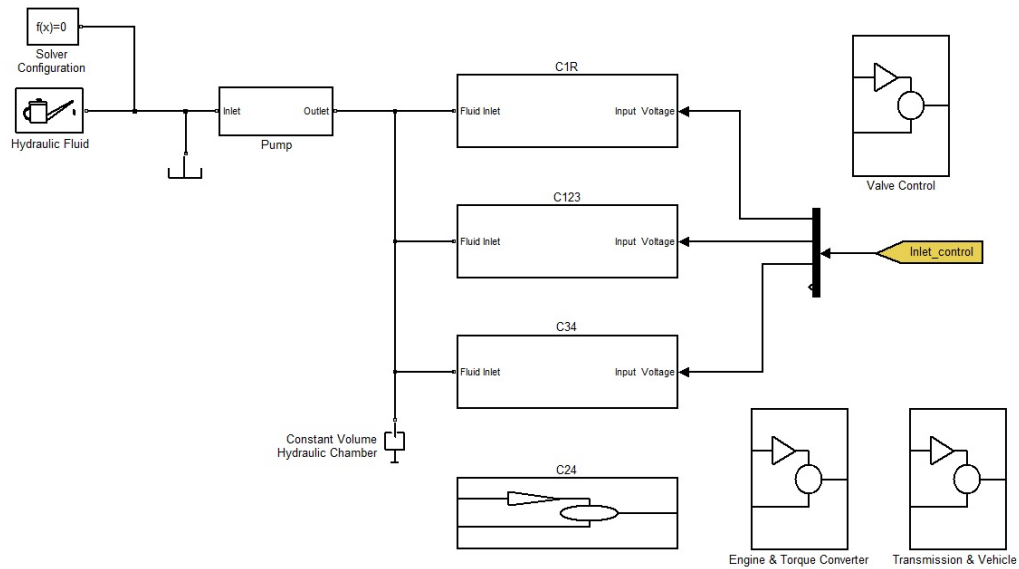 f(x)=0
Solver
Configuration
Hydraulic Fluid
Inlet
Outlet
Pump
C1R
Fluid Inlet
Input Voltage
Valve Control
C123
Fluid Inlet
Input Voltage
Inlet_control
C34
Fluid Inlet
Input Voltage
Constant Volume
Hydraulic Chamber
C24
Engine & Torque Converter
Transmission & Vehicle